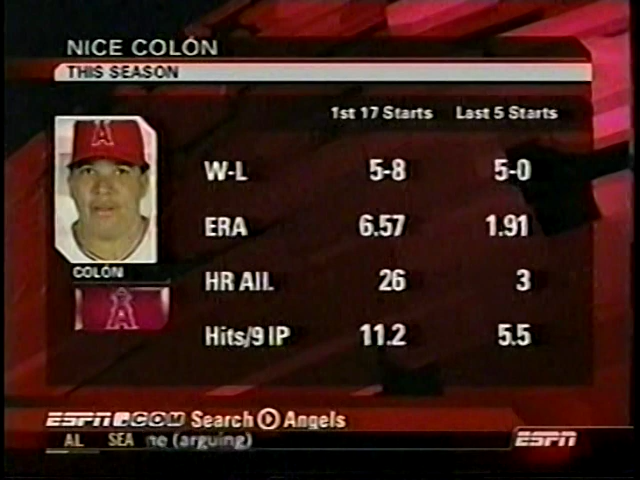 NICE COLÓN
THIS SEASON
1st 17 Starts Last 5 Starts
W-L 5-8 5-0
ERA 6.57 1.91
HR All. 26 3
Hits/9 IP 11.2 5.5
COLÓN
A
ESPN.COM Search Angels
AL SEA ne (arguing)
ESPN